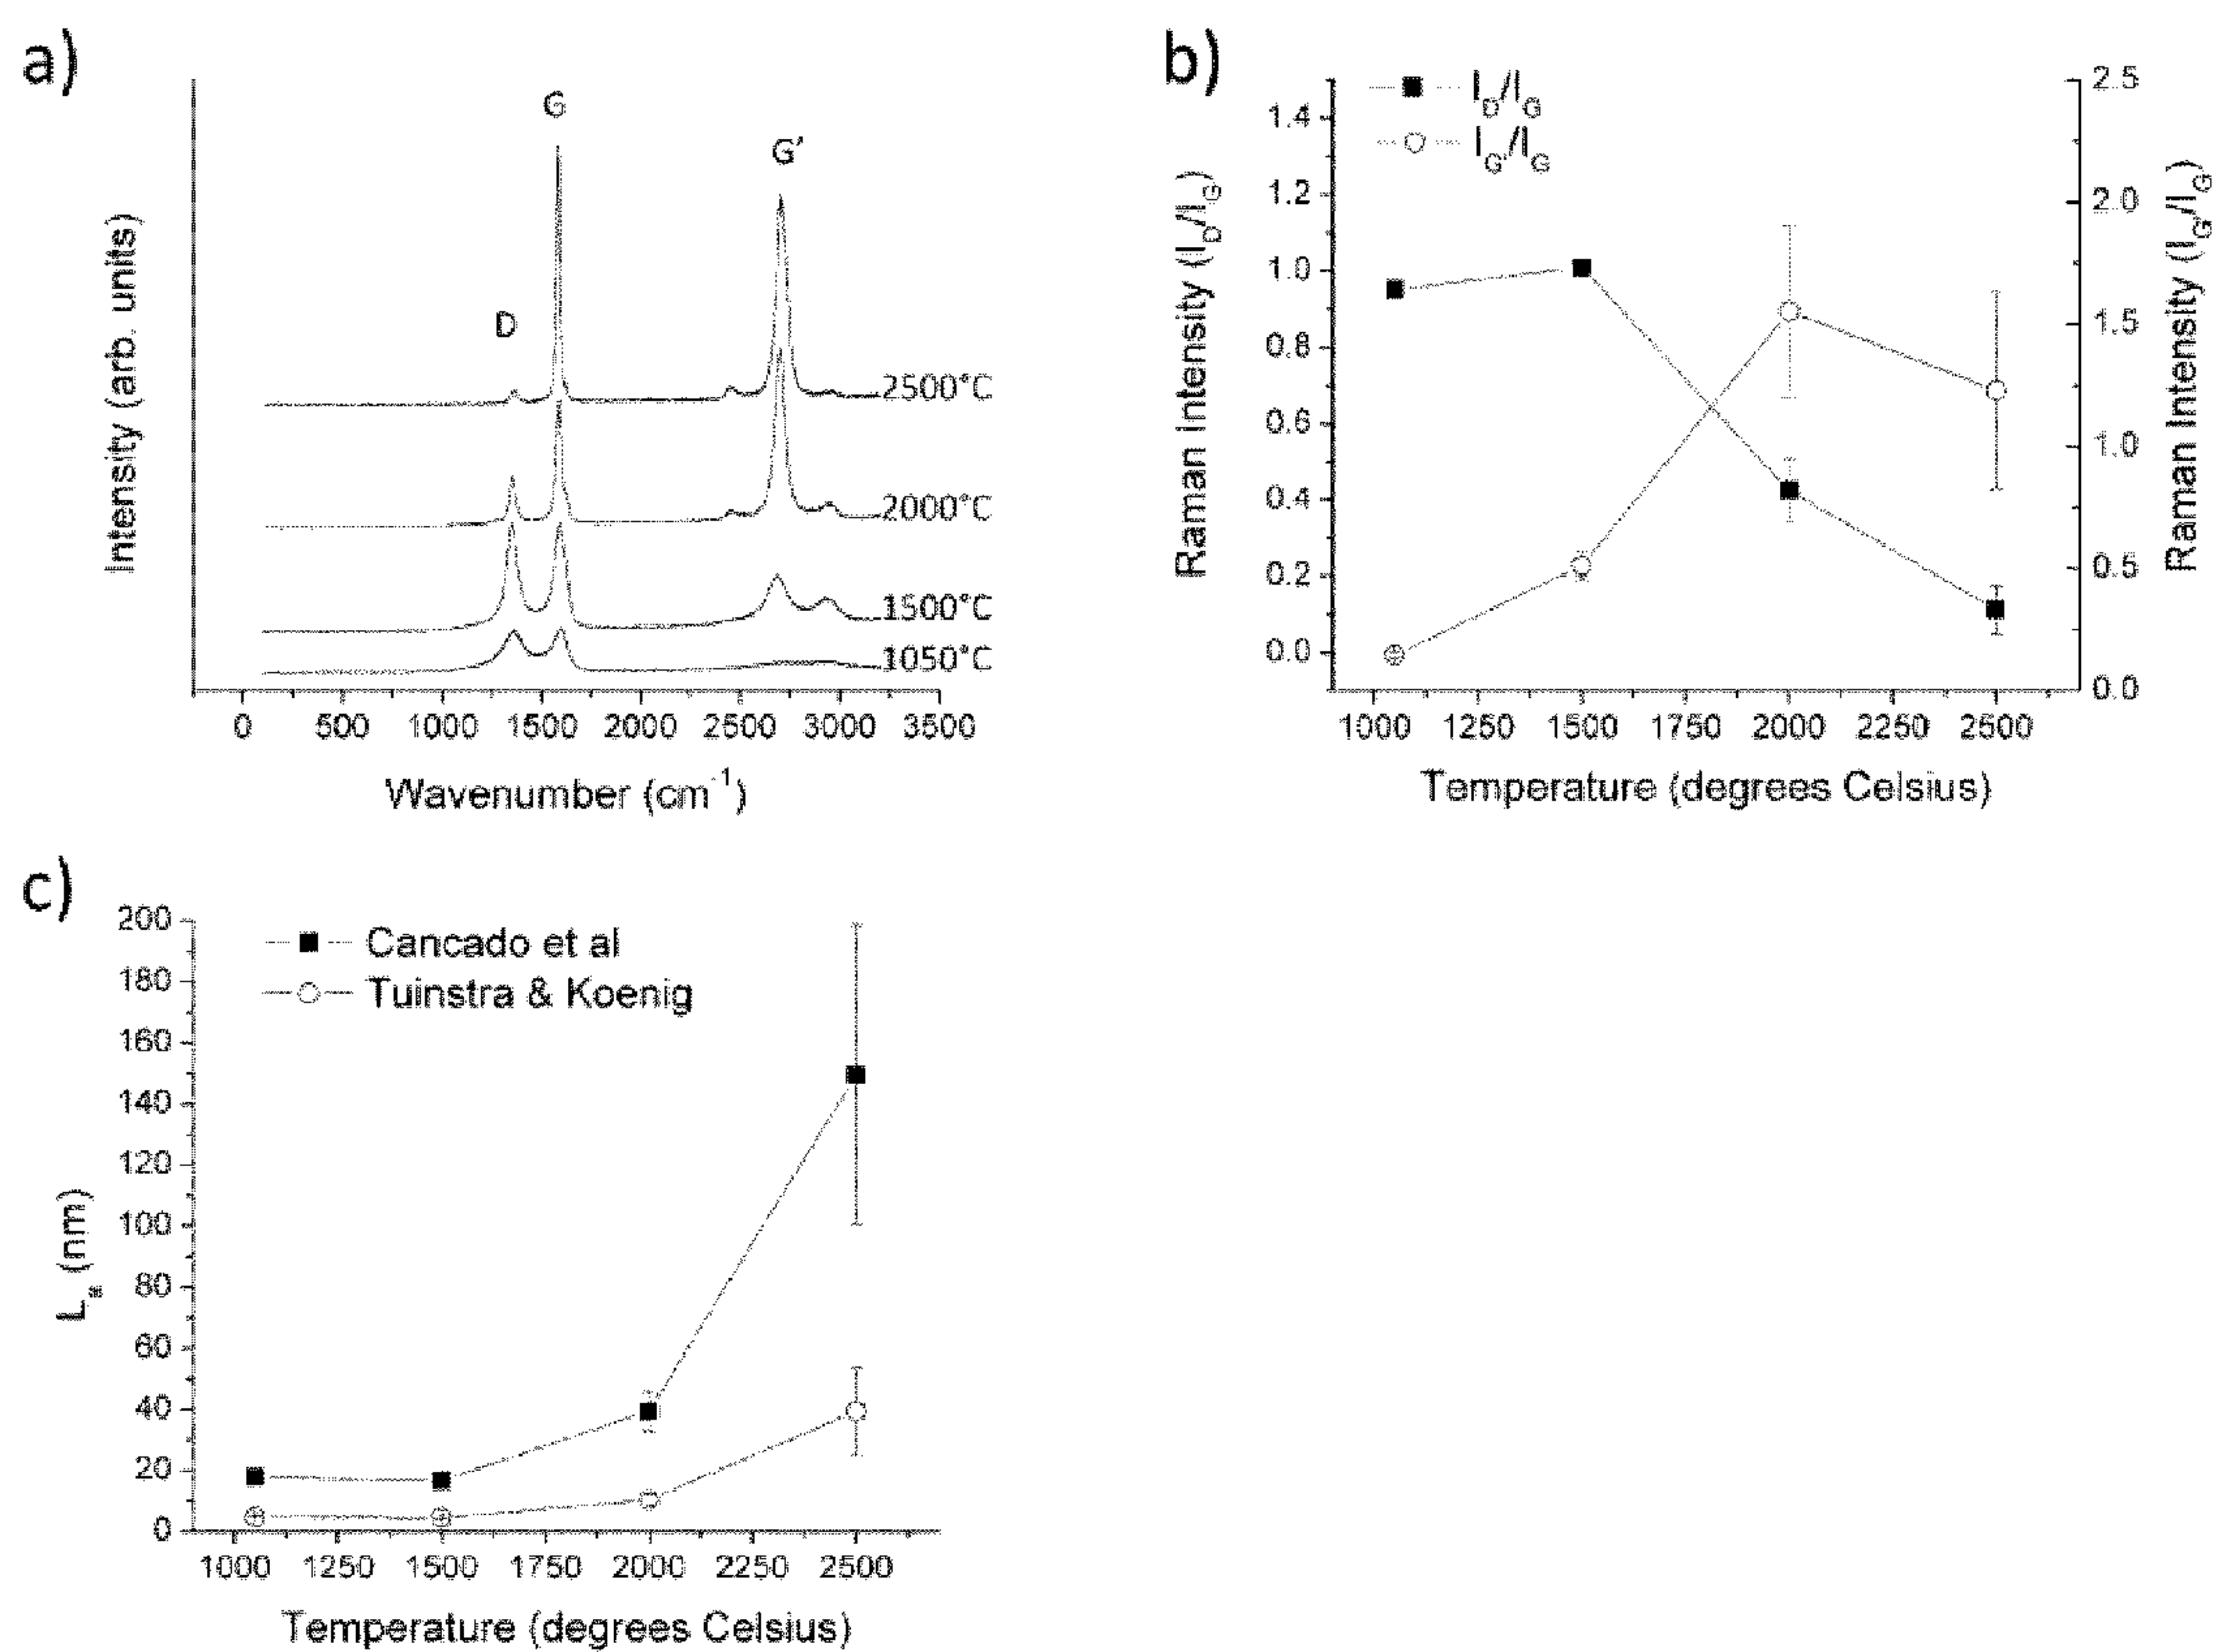 a)
Intensity (arb. units)
D
G
G'
2500°C
2000°C
1500°C
1050°C
0 500 1000 1500 2000 2500 3000 3500
Wavenumber (cm-1)
b)
ID/IG
IG'/IG
Raman Intensity (ID/IG)
1.4
1.2
1.0
0.8
0.6
0.4
0.2
0.0
2.5
2.0
1.5
1.0
0.5
0.0
Raman Intensity (IG'/IG)
1000 1250 1500 1750 2000 2250 2500
Temperature (degrees Celsius)
c)
Cancado et al
Tuinstra & Koenig
La (nm)
200
180
160
140
120
100
80
60
40
20
0
1000 1250 1500 1750 2000 2250 2500
Temperature (degrees Celsius)